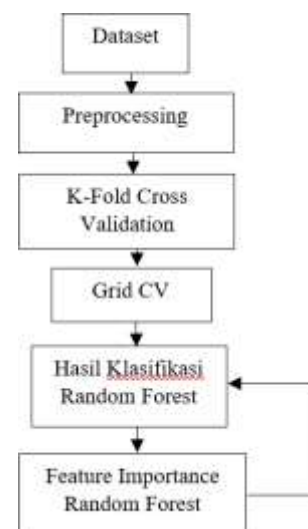 Dataset
Preprocessing
K-Fold Cross
Validation
Grid CV
Hasil Klasifikasi
Random Forest
Feature Importance
Random Forest